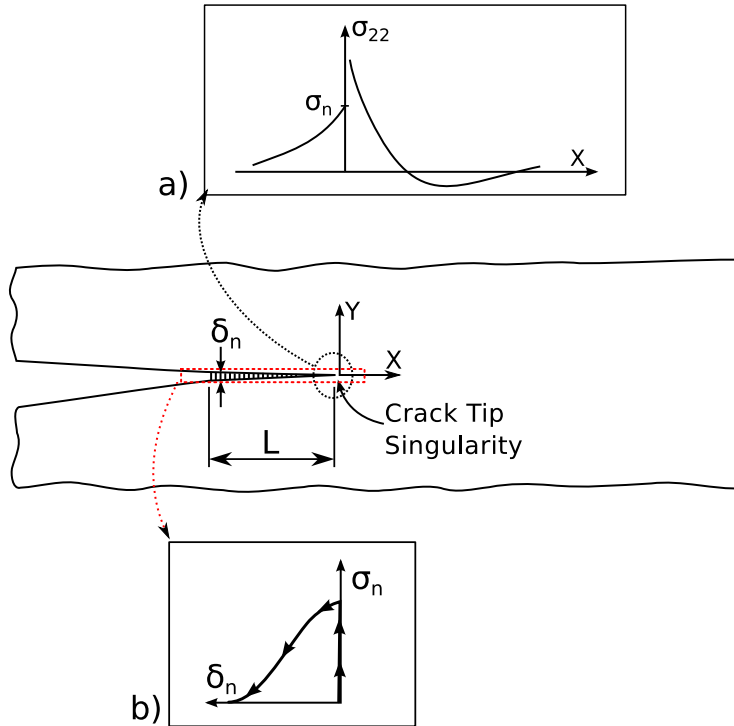 σ22
σn
X
a)
Y
δn
X
Crack Tip
Singularity
L
σn
δn
b)